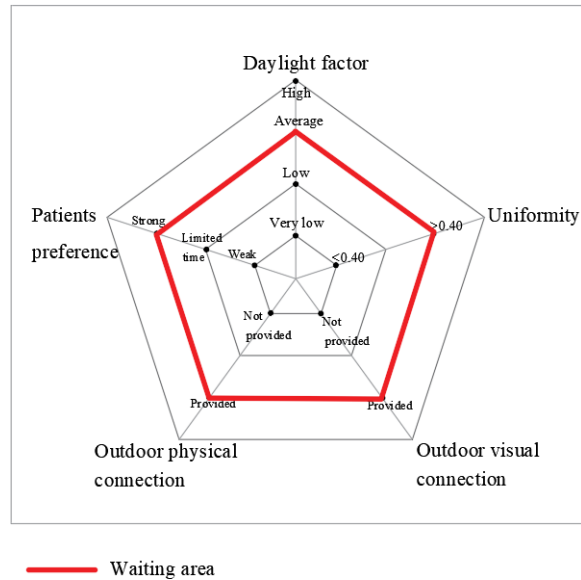 Daylight factor
High
Average
Low
Very low
Patients
preference
Strong
Limited
time
Weak
<0.40
>0.40
Uniformity
Not
provided
Not
provided
Provided
Provided
Outdoor physical
connection
Outdoor visual
connection
Waiting area